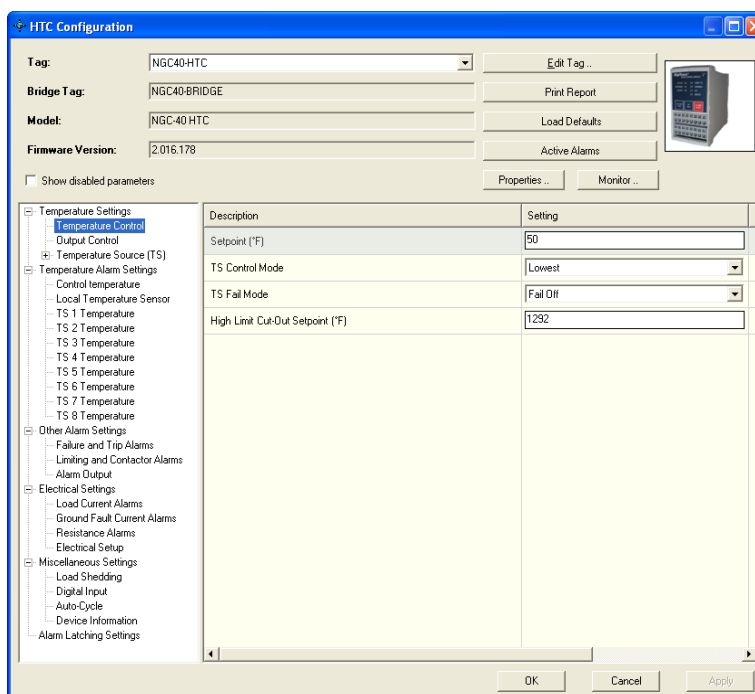 HTC Configuration
Tag:
NGC40-HTC
Edit Tag ..
Bridge Tag:
NGC40-BRIDGE
Print Report
Model:
NGC-40 HTC
Load Defaults
Firmware Version:
2.016.178
Active Alarms
Show disabled parameters
Properties ..
Monitor ..
Temperature Settings
Temperature Control
Output Control
Temperature Source (TS)
Temperature Alarm Settings
Control temperature
Local Temperature Sensor
TS 1 Temperature
TS 2 Temperature
TS 3 Temperature
TS 4 Temperature
TS 5 Temperature
TS 6 Temperature
TS 7 Temperature
TS 8 Temperature
Other Alarm Settings
Failure and Trip Alarms
Limiting and Contactor Alarms
Alarm Output
Electrical Settings
Load Current Alarms
Ground Fault Current Alarms
Resistance Alarms
Electrical Setup
Miscellaneous Settings
Load Shedding
Digital Input
Auto-Cycle
Device Information
Alarm Latching Settings
Description
Setting
Setpoint (°F)
50
TS Control Mode
Lowest
TS Fail Mode
Fail Off
High Limit Cut-Out Setpoint (°F)
1292
OK
Cancel
Apply